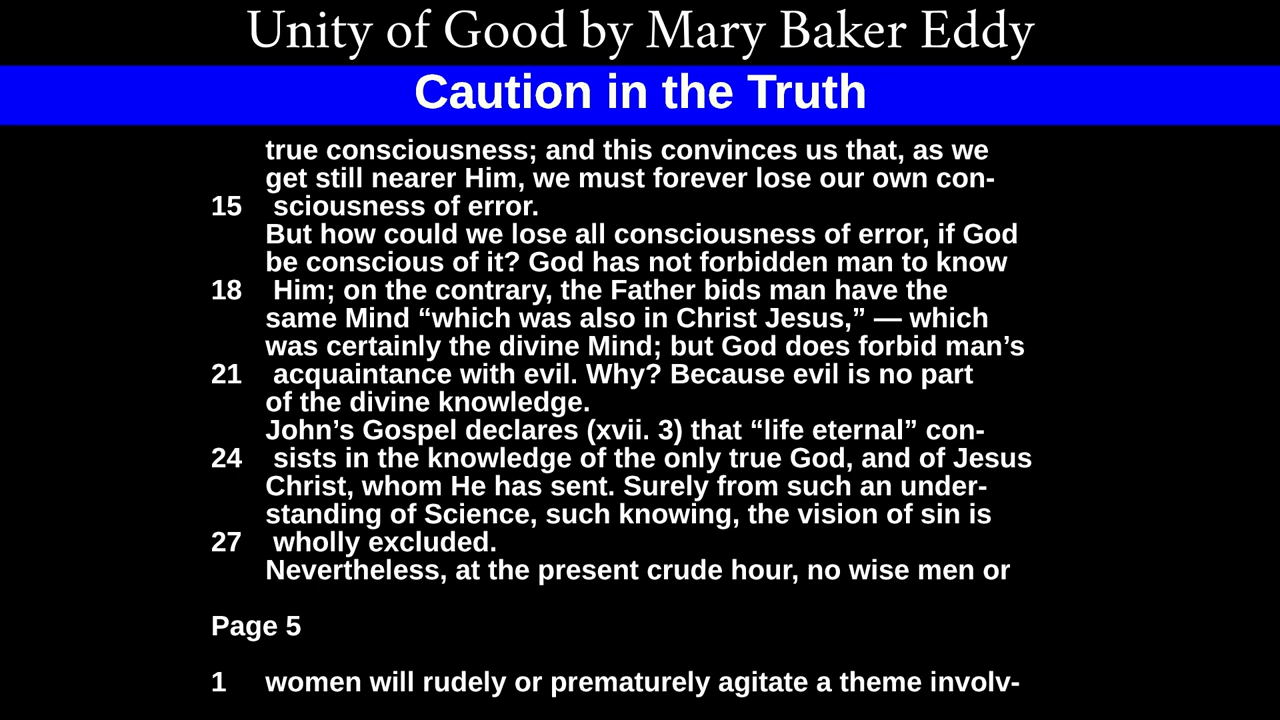 Unity of Good by Mary Baker Eddy
Caution in the Truth
true consciousness; and this convinces us that, as we
get still nearer Him, we must forever lose our own con-
15 sciousness of error.
But how could we lose all consciousness of error, if God
be conscious of it? God has not forbidden man to know
18 Him; on the contrary, the Father bids man have the
same Mind “which was also in Christ Jesus,” — which
was certainly the divine Mind; but God does forbid man’s
21 acquaintance with evil. Why? Because evil is no part
of the divine knowledge.
John’s Gospel declares (xvii. 3) that “life eternal” con-
24 sists in the knowledge of the only true God, and of Jesus
Christ, whom He has sent. Surely from such an under-
standing of Science, such knowing, the vision of sin is
27 wholly excluded.
Nevertheless, at the present crude hour, no wise men or
Page 5
1 women will rudely or prematurely agitate a theme involv-